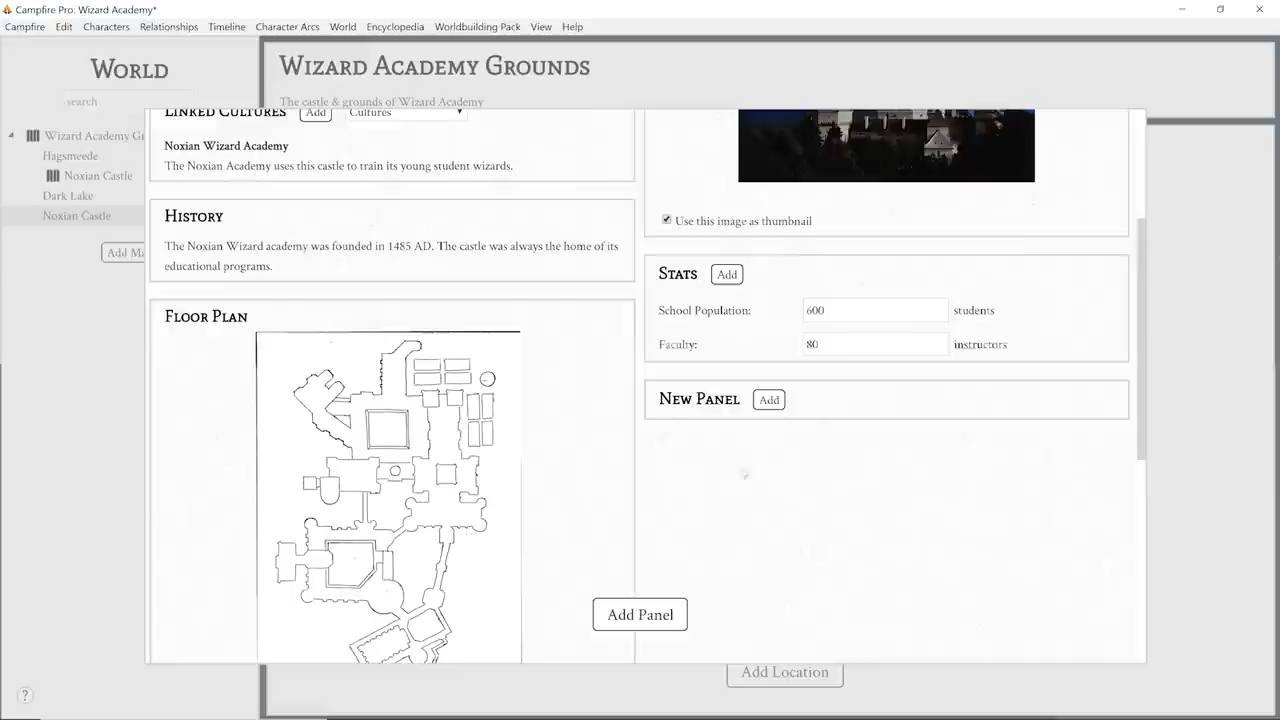 Campfire Pro: Wizard Academy*
Campfire Edit Characters Relationships Timeline Character Arcs World Encyclopedia Worldbuilding Pack View Help
World
search
Wizard Academy Gr
Hagsmeede
Noxian Castle
Dark Lake
Noxian Castle
Add Ma
?
Wizard Academy Grounds
The castle & grounds of Wizard Academy
Linked Cultures Add Cultures
Noxian Wizard Academy
The Noxian Academy uses this castle to train its young student wizards.
History
The Noxian Wizard academy was founded in 1485 AD. The castle was always the home of its
educational programs.
Floor Plan
Use this image as thumbnail
Stats Add
School Population: 600 students
Faculty: 80 instructors
New Panel Add
Add Panel
Add Location